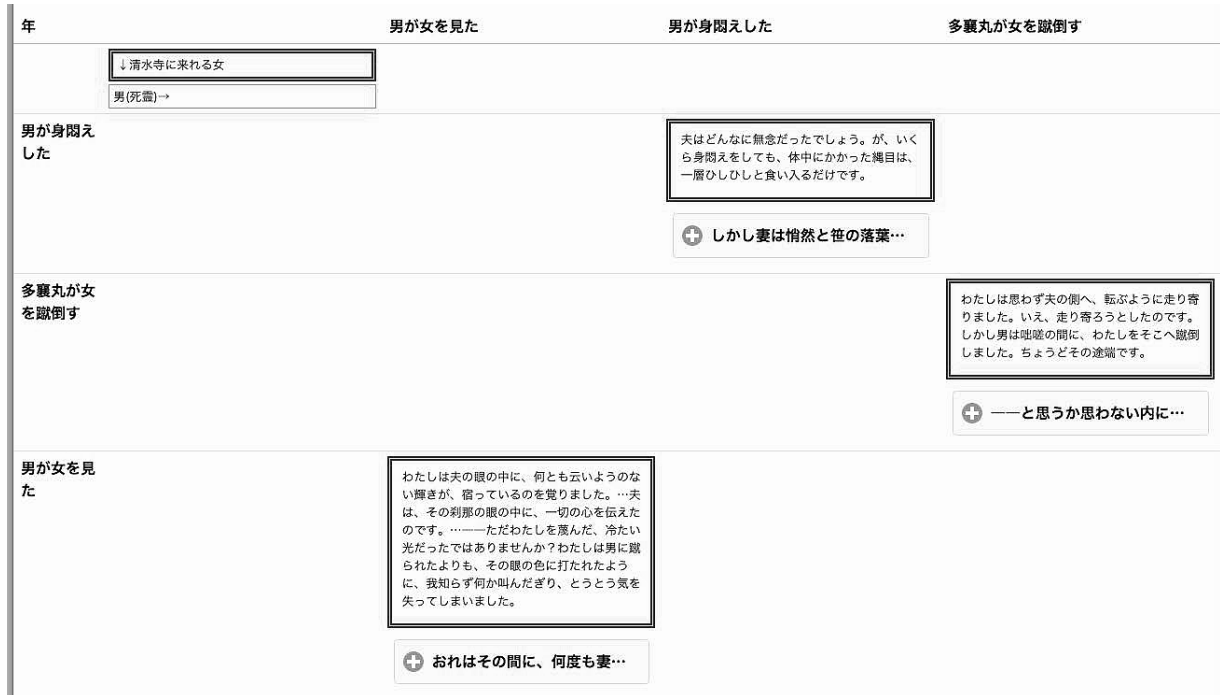 年 男が女を見た 男が身悶えした 多襄丸が女を蹴倒す
↓清水寺に来れる女
男(死霊)→
男が身悶え
した
夫はどんなに無念だったでしょう。が、いく
ら身悶えをしても、体中にかかった縄目は、
一層ひしひしと食い入るだけです。
しかし妻は悄然と笹の落葉…
多襄丸が女
を蹴倒す
わたしは思わず夫の側へ、転ぶように走り寄
りました。いえ、走り寄ろうとしたのです。
しかし男は咄嗟の間に、わたしをそこへ蹴倒
しました。ちょうどその途端です。
――と思うか思わない内に…
男が女を見
た
わたしは夫の眼の中に、何とも云いようのな
い輝きが、宿っているのを覚りました。…夫
は、その刹那の眼の中に、一切の心を伝えた
のです。…――ただわたしを蔑んだ、冷たい
光だったではありませんか？わたしは男に蹴
られたよりも、その眼の色に打たれたよう
に、我知らず何か叫んだぎり、とうとう気を
失ってしまいました。
おれはその間に、何度も妻…